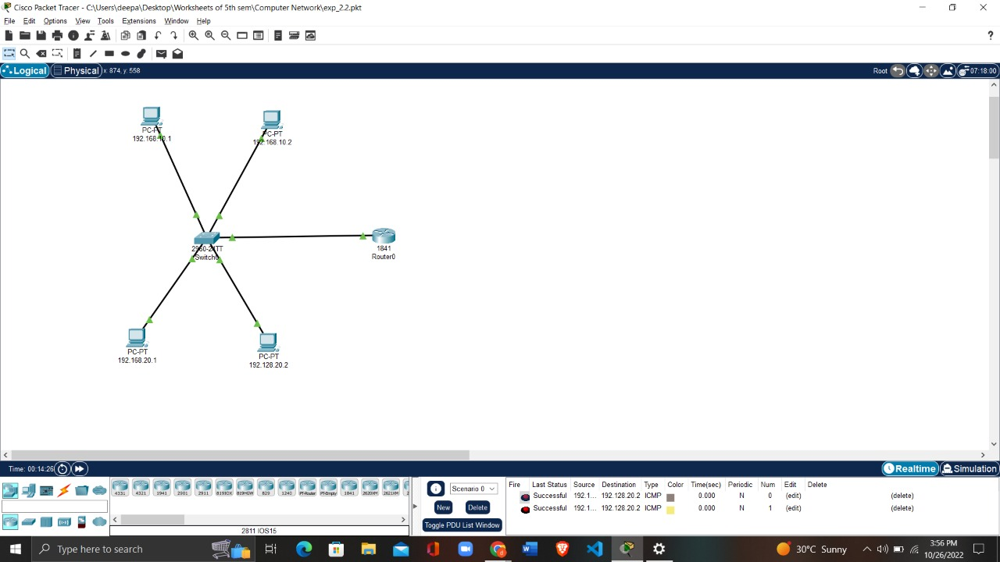 Cisco Packet Tracer - C:\Users\deepa\Desktop\Worksheets of 5th sem\Computer Network\exp_2.2.pkt
File Edit Options View Tools Extensions Window Help
Logical Physical x: 874, y: 558 Root 07:18:00
PC-PT
192.168.10.1
PC-PT
192.168.10.2
2960-24TT
Switch0
1841
Router0
PC-PT
192.168.20.1
PC-PT
192.128.20.2
Time: 00:14:26 Realtime Simulation
4331 4321 1941 2901 2911 819IOX 819HGW 829 1240 PT-Router PT-Empty 1841 2620XM 2621XM
2811 IOS15
Scenario 0
New Delete
Toggle PDU List Window
Fire Last Status Source Destination Type Color Time(sec) Periodic Num Edit Delete
Successful 192.1... 192.128.20.2 ICMP 0.000 N 0 (edit) (delete)
Successful 192.1... 192.128.20.2 ICMP 0.000 N 1 (edit) (delete)
Type here to search
30°C Sunny
3:56 PM
10/26/2022